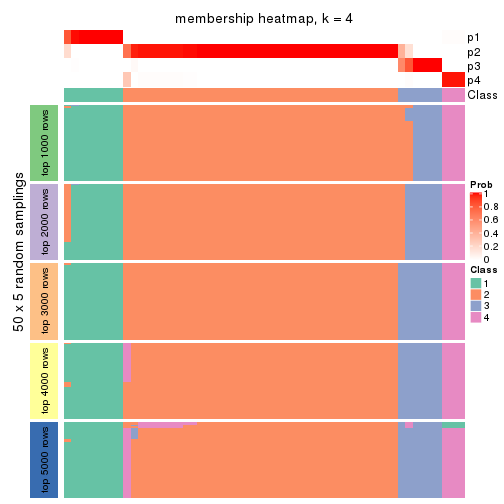 membership heatmap, k = 4
p1
p2
p3
p4
Class
50 x 5 random samplings
top 1000 rows
top 2000 rows
top 3000 rows
top 4000 rows
top 5000 rows
Prob
1
0.8
0.6
0.4
0.2
0
Class
1
2
3
4